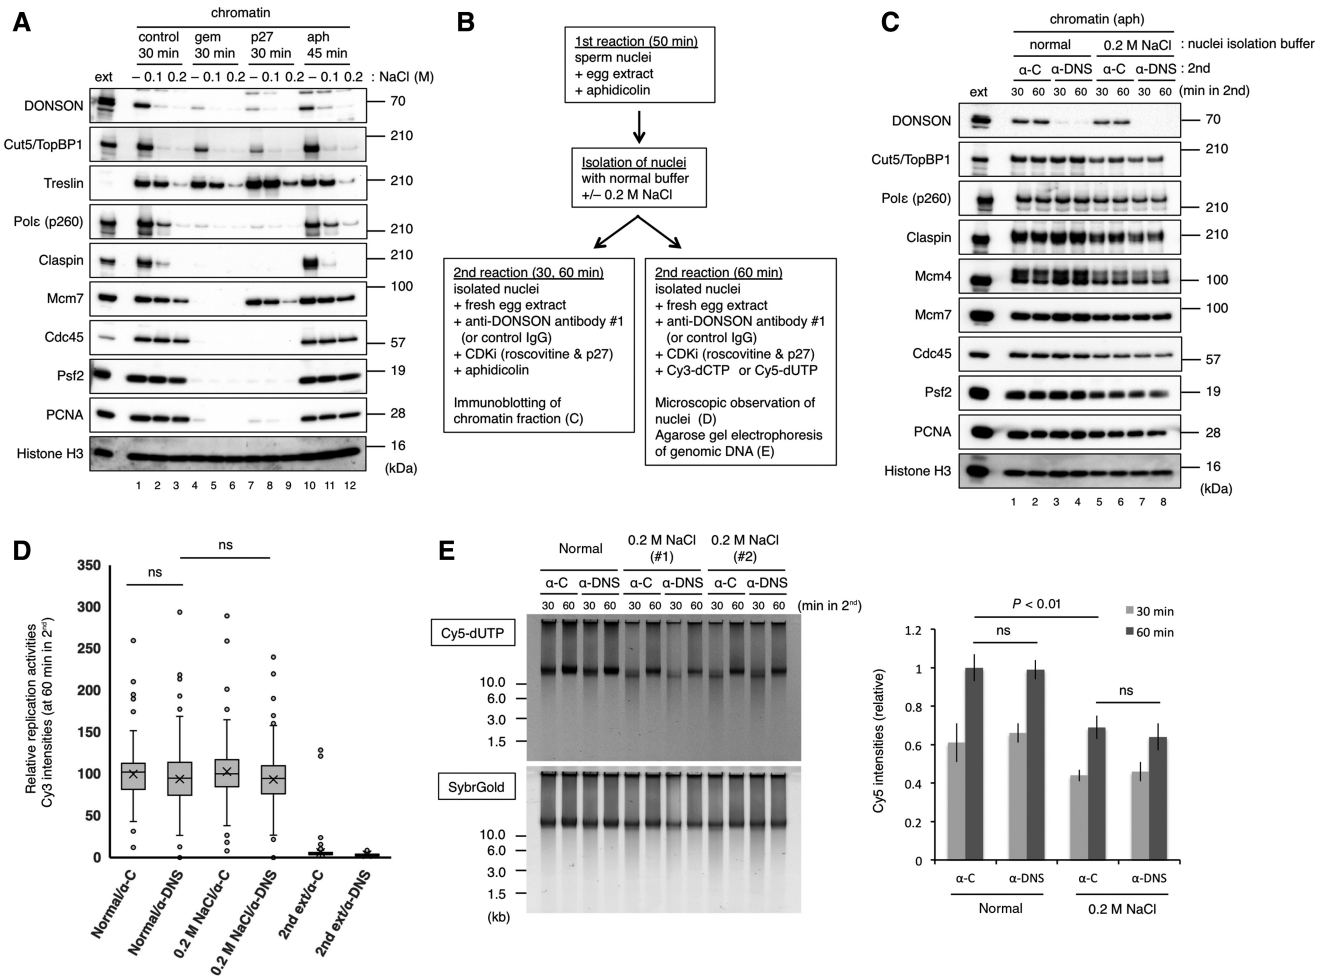 A
chromatin
control gem p27 aph
30 min 30 min 30 min 45 min
ext – 0.1 0.2 – 0.1 0.2 – 0.1 0.2 – 0.1 0.2 : NaCl (M)
DONSON 70
Cut5/TopBP1 210
Treslin 210
Polε (p260) 210
Claspin 210
Mcm7 100
Cdc45 57
Psf2 19
PCNA 28
Histone H3 16
(kDa)
1 2 3 4 5 6 7 8 9 10 11 12
B
1st reaction (50 min)
sperm nuclei
+ egg extract
+ aphidicolin
Isolation of nuclei
with normal buffer
+/– 0.2 M NaCl
2nd reaction (30, 60 min)
isolated nuclei
+ fresh egg extract
+ anti-DONSON antibody #1
(or control IgG)
+ CDKi (roscovitine & p27)
+ aphidicolin
Immunoblotting of
chromatin fraction (C)
2nd reaction (60 min)
isolated nuclei
+ fresh egg extract
+ anti-DONSON antibody #1
(or control IgG)
+ CDKi (roscovitine & p27)
+ Cy3-dCTP or Cy5-dUTP
Microscopic observation of
nuclei (D)
Agarose gel electrophoresis
of genomic DNA (E)
C
chromatin (aph)
normal 0.2 M NaCl : nuclei isolation buffer
α-C α-DNS α-C α-DNS : 2nd
ext 30 60 30 60 30 60 30 60 (min in 2nd)
DONSON 70
Cut5/TopBP1 210
Polε (p260) 210
Claspin 210
Mcm4 100
Mcm7 100
Cdc45 57
Psf2 19
PCNA 28
Histone H3 16
(kDa)
1 2 3 4 5 6 7 8
D
Relative replication activities
Cy3 intensities (at 60 min in 2nd)
350
300
250
200
150
100
50
0
ns
ns
Normal/α-C
Normal/α-DNS
0.2 M NaCl/α-C
0.2 M NaCl/α-DNS
2nd ext/α-C
2nd ext/α-DNS
E
Normal 0.2 M NaCl (#1) 0.2 M NaCl (#2)
α-C α-DNS α-C α-DNS α-C α-DNS
30 60 30 60 30 60 30 60 30 60 30 60 (min in 2nd)
Cy5-dUTP
10.0
6.0
3.0
1.5
SybrGold
10.0
6.0
3.0
1.5
(kb)
P < 0.01
30 min
60 min
ns
ns
Cy5 intensities (relative)
1.2
1
0.8
0.6
0.4
0.2
0
α-C α-DNS α-C α-DNS
Normal 0.2 M NaCl